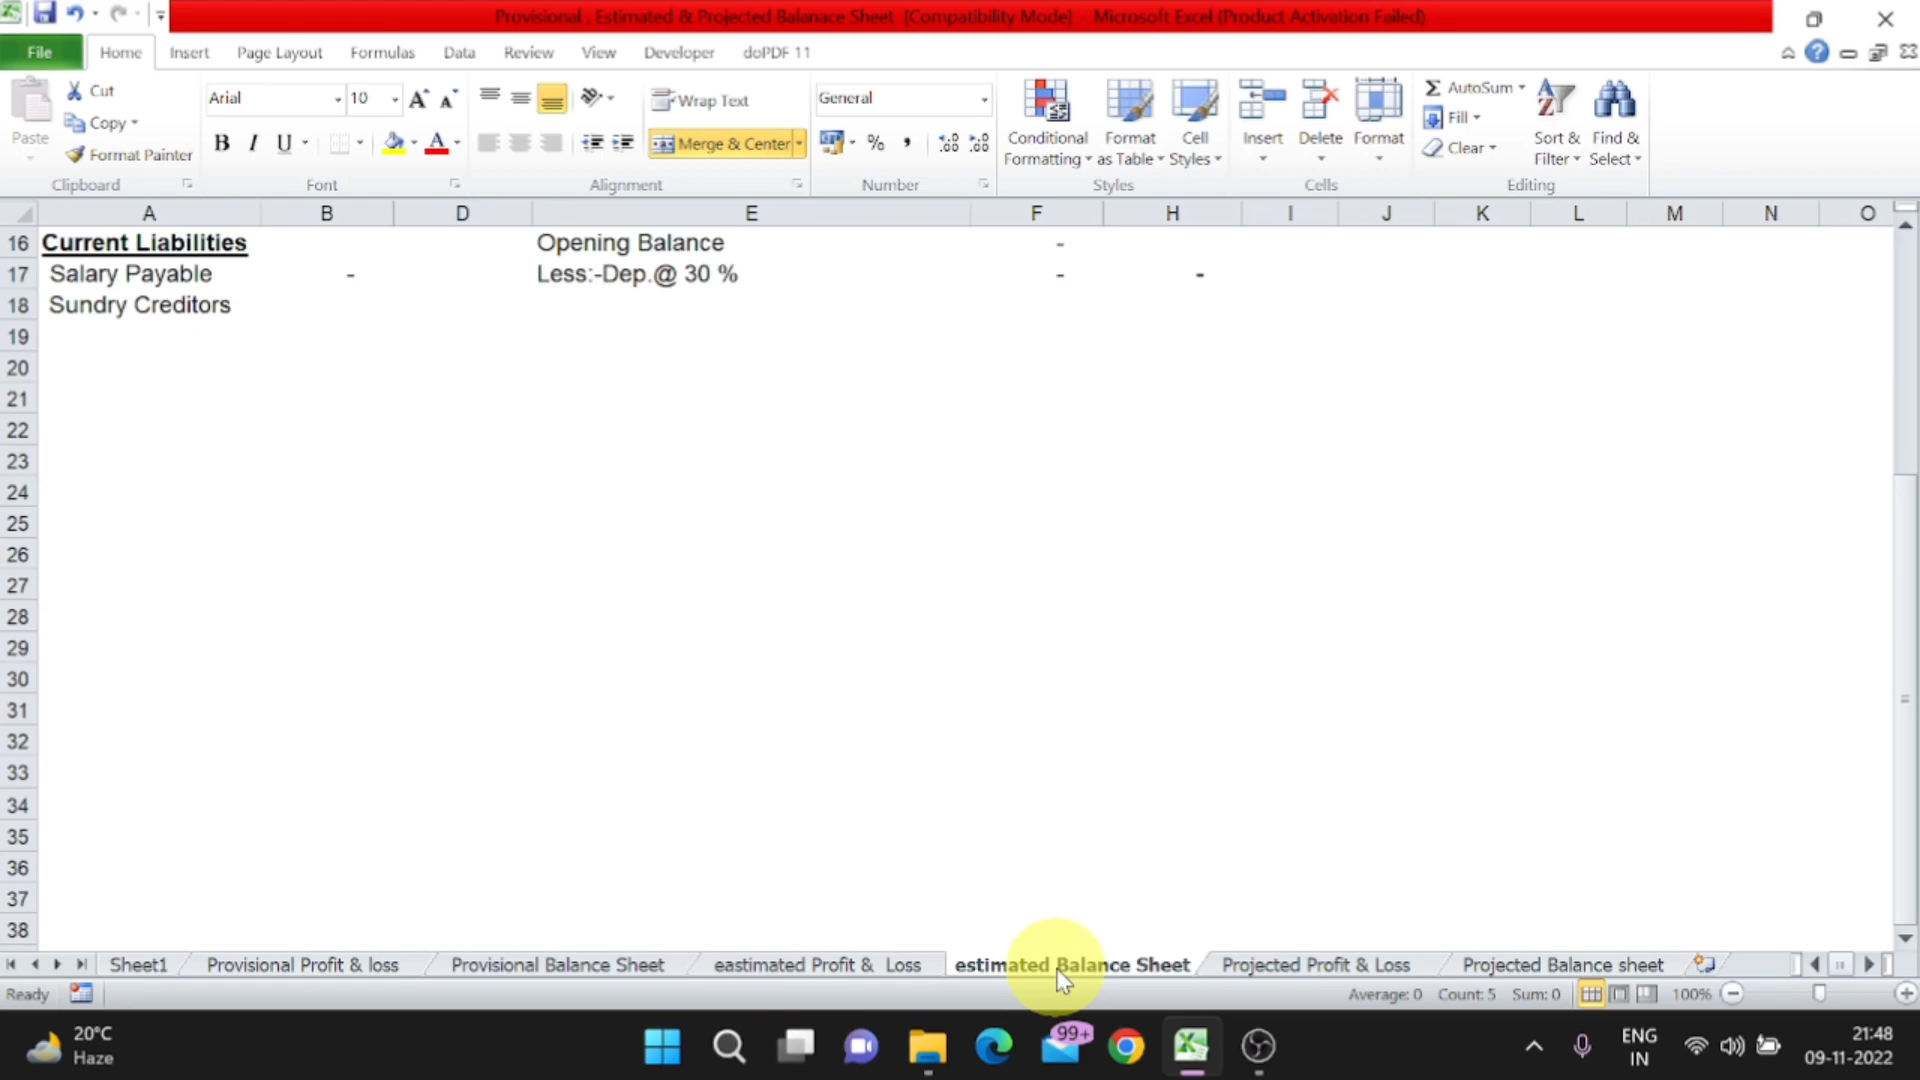 Provisional , Estimated & Projected Balanace Sheet [Compatibility Mode] - Microsoft Excel (Product Activation Failed)
File Home Insert Page Layout Formulas Data Review View Developer doPDF 11
Paste Cut Copy Format Painter Clipboard
Arial 10 B I U A A Font
Wrap Text Merge & Center Alignment
General % , Number
Conditional Formatting Format as Table Cell Styles Styles
Insert Delete Format Cells
Σ AutoSum Fill Clear Sort & Filter Find & Select Editing
A B D E F H I J K L M N O
16 Current Liabilities Opening Balance -
17 Salary Payable - Less:-Dep.@ 30 % - -
18 Sundry Creditors
19
20
21
22
23
24
25
26
27
28
29
30
31
32
33
34
35
36
37
38
Sheet1 Provisional Profit & loss Provisional Balance Sheet eastimated Profit & Loss estimated Balance Sheet Projected Profit & Loss Projected Balance sheet
Ready Average: 0 Count: 5 Sum: 0 100%
20°C
Haze
99+
ENG
IN
21:48
09-11-2022